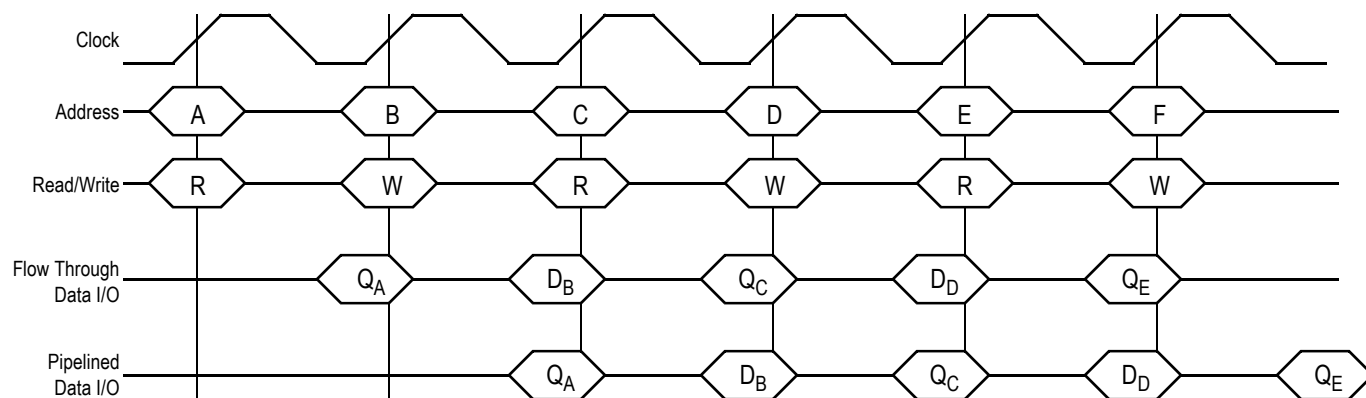 Clock
Address A B C D E F
Read/Write R W R W R W
Flow Through
Data I/O
QA DB QC DD QE
Pipelined
Data I/O
QA DB QC DD QE